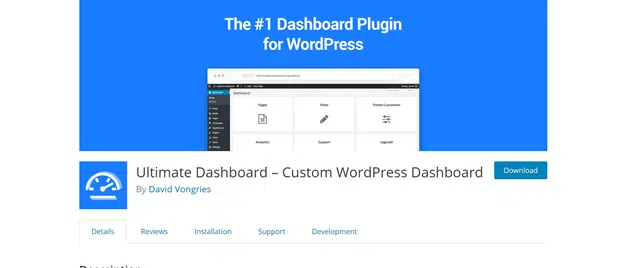 The #1 Dashboard Plugin
for WordPress
Dashboard
Pages
Posts
Theme Customizer
Analytics
Support
Upgrade
Ultimate Dashboard – Custom WordPress Dashboard
Download
By David Vongries
Details
Reviews
Installation
Support
Development
Description